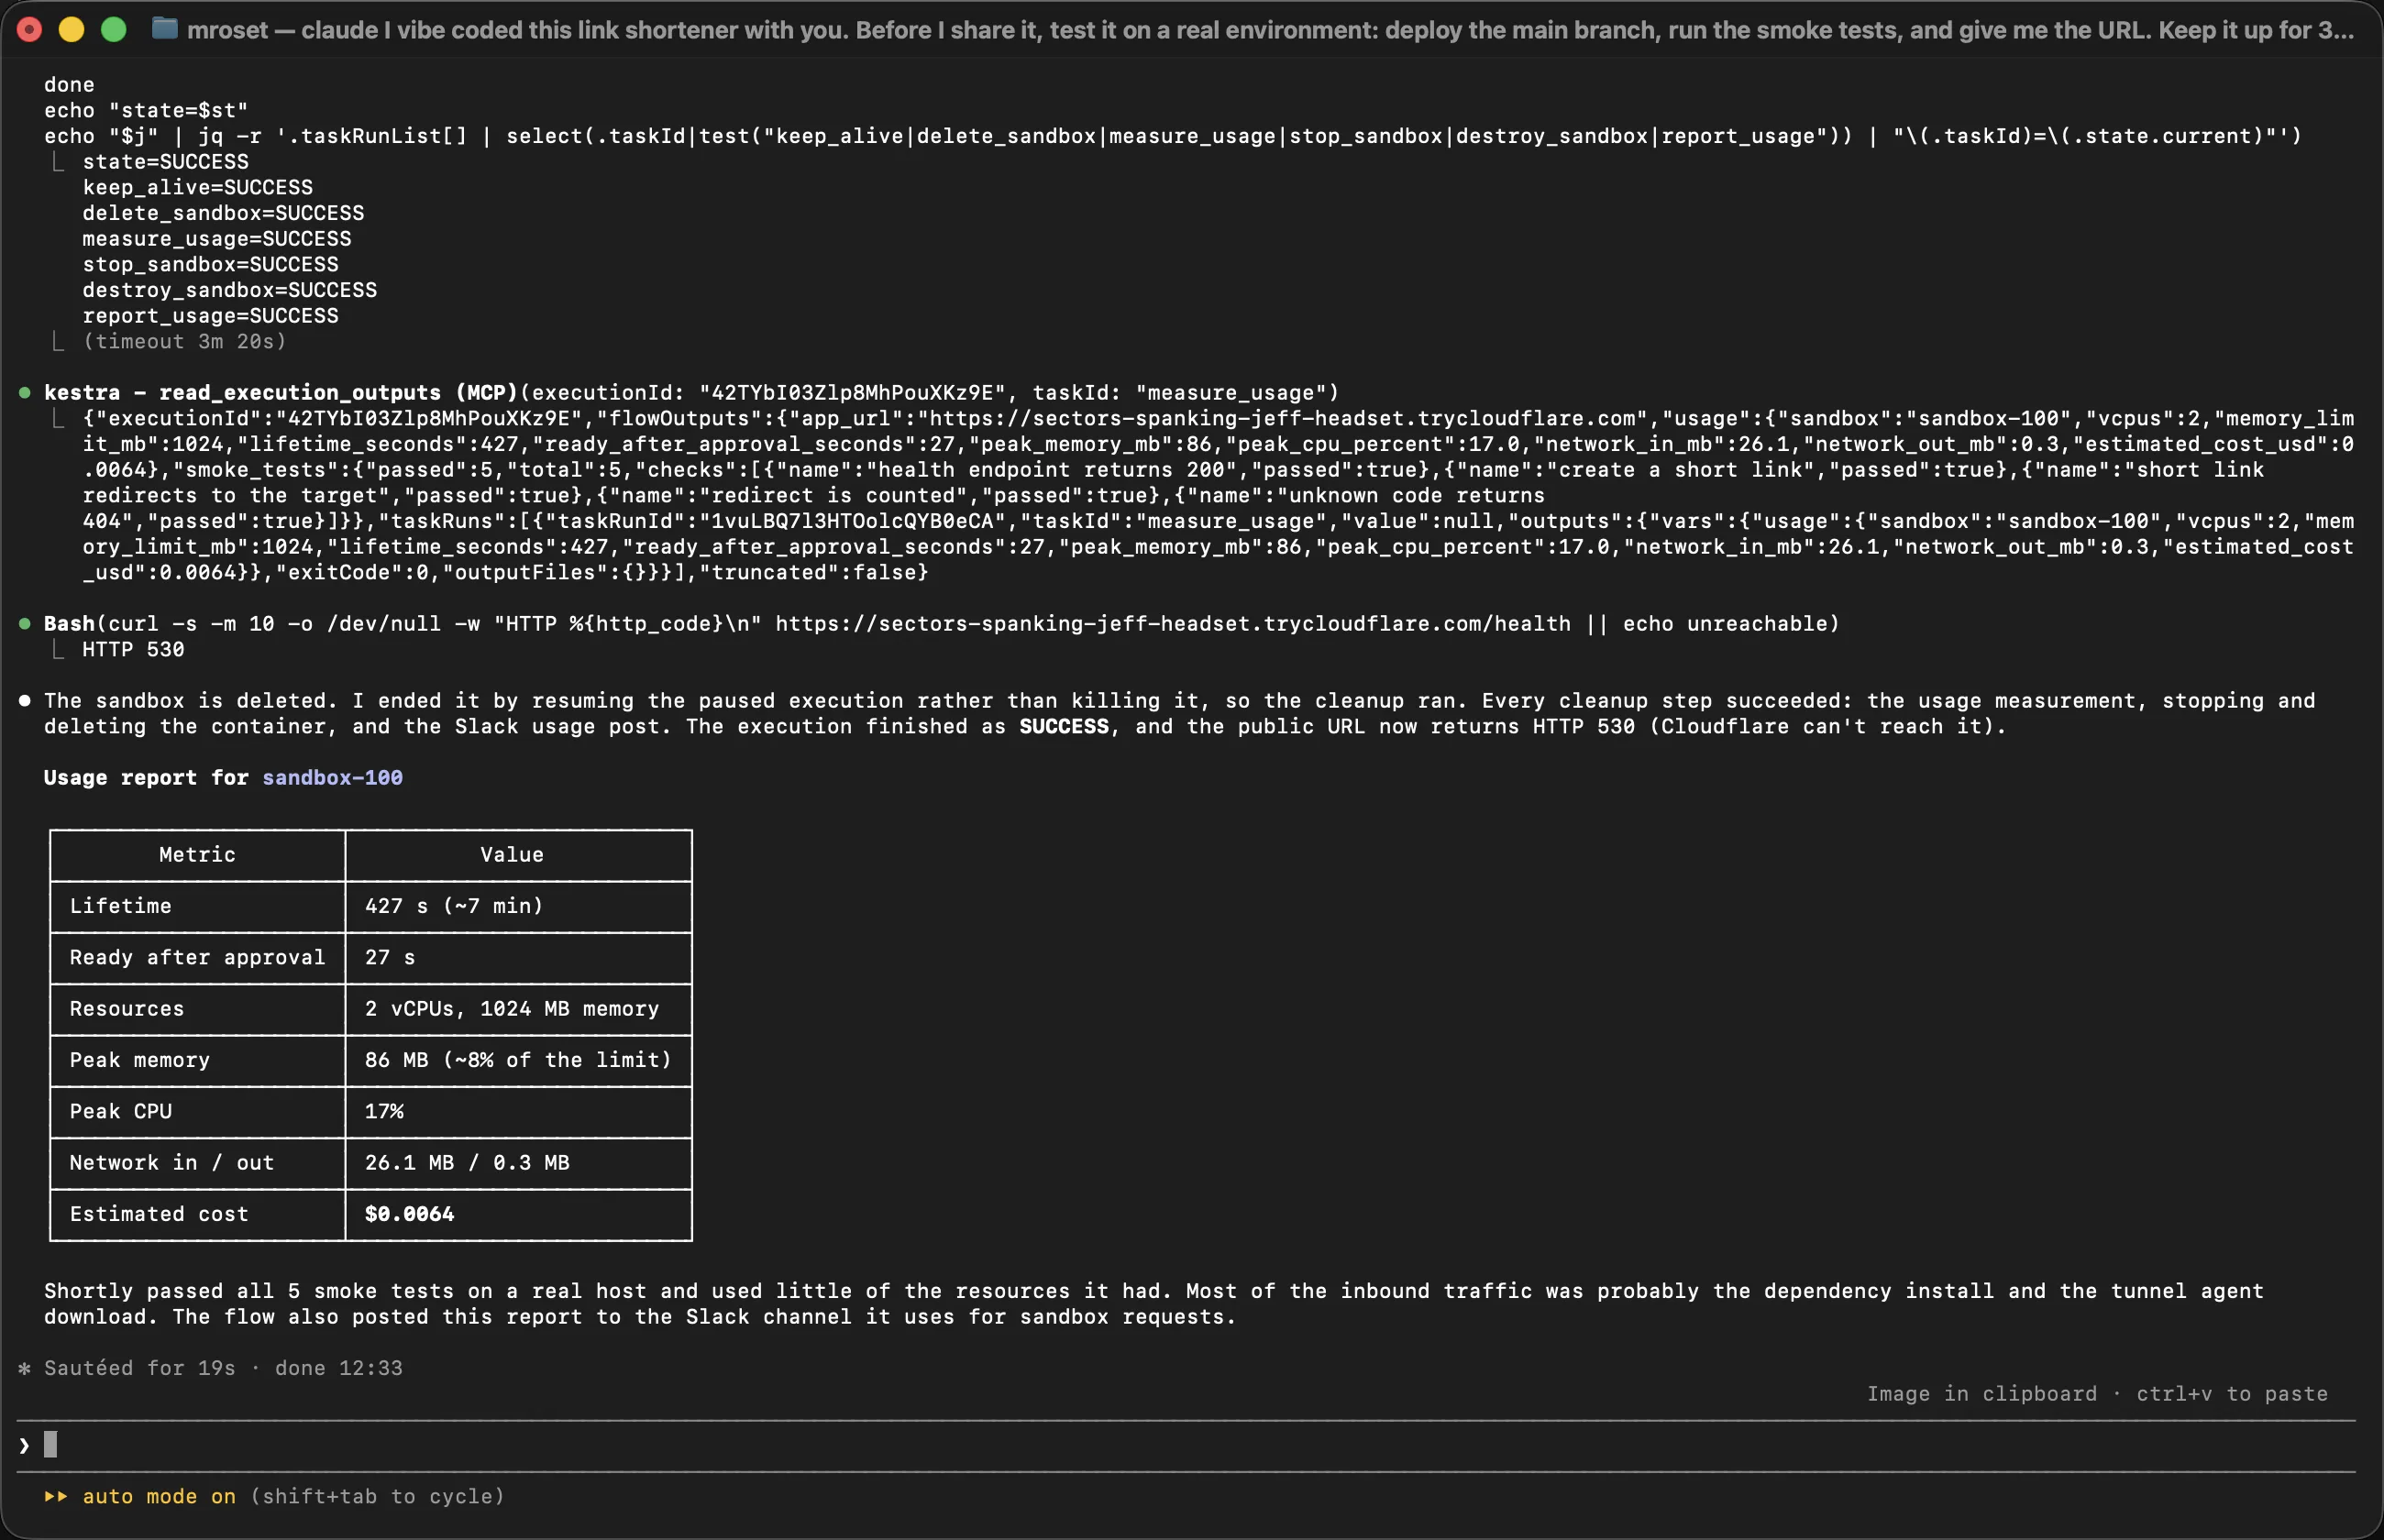 mroset — claude I vibe coded this link shortener with you. Before I share it, test it on a real environment: deploy the main branch, run the smoke tests, and give me the URL. Keep it up for 3...
done
echo "state=$st"
echo "$j" | jq -r '.taskRunList[] | select(.taskId|test("keep_alive|delete_sandbox|measure_usage|stop_sandbox|destroy_sandbox|report_usage")) | "\(.taskId)=\(.state.current)"')
state=SUCCESS
keep_alive=SUCCESS
delete_sandbox=SUCCESS
measure_usage=SUCCESS
stop_sandbox=SUCCESS
destroy_sandbox=SUCCESS
report_usage=SUCCESS
(timeout 3m 20s)
● kestra - read_execution_outputs (MCP)(executionId: "42TYbI03Zlp8MhPouXKz9E", taskId: "measure_usage")
{"executionId":"42TYbI03Zlp8MhPouXKz9E","flowOutputs":{"app_url":"https://sectors-spanking-jeff-headset.trycloudflare.com","usage":{"sandbox":"sandbox-100","vcpus":2,"memory_lim
it_mb":1024,"lifetime_seconds":427,"ready_after_approval_seconds":27,"peak_memory_mb":86,"peak_cpu_percent":17.0,"network_in_mb":26.1,"network_out_mb":0.3,"estimated_cost_usd":0
.0064},"smoke_tests":{"passed":5,"total":5,"checks":[{"name":"health endpoint returns 200","passed":true},{"name":"create a short link","passed":true},{"name":"short link
redirects to the target","passed":true},{"name":"redirect is counted","passed":true},{"name":"unknown code returns
404","passed":true}]}},"taskRuns":[{"taskRunId":"1vuLBQ7l3HTOolcQYB0eCA","taskId":"measure_usage","value":null,"outputs":{"vars":{"usage":{"sandbox":"sandbox-100","vcpus":2,"mem
ory_limit_mb":1024,"lifetime_seconds":427,"ready_after_approval_seconds":27,"peak_memory_mb":86,"peak_cpu_percent":17.0,"network_in_mb":26.1,"network_out_mb":0.3,"estimated_cost
_usd":0.0064}},"exitCode":0,"outputFiles":{}}}],"truncated":false}
● Bash(curl -s -m 10 -o /dev/null -w "HTTP %{http_code}\n" https://sectors-spanking-jeff-headset.trycloudflare.com/health || echo unreachable)
HTTP 530
● The sandbox is deleted. I ended it by resuming the paused execution rather than killing it, so the cleanup ran. Every cleanup step succeeded: the usage measurement, stopping and
deleting the container, and the Slack usage post. The execution finished as SUCCESS, and the public URL now returns HTTP 530 (Cloudflare can't reach it).
Usage report for sandbox-100
Metric Value
Lifetime 427 s (~7 min)
Ready after approval 27 s
Resources 2 vCPUs, 1024 MB memory
Peak memory 86 MB (~8% of the limit)
Peak CPU 17%
Network in / out 26.1 MB / 0.3 MB
Estimated cost $0.0064
Shortly passed all 5 smoke tests on a real host and used little of the resources it had. Most of the inbound traffic was probably the dependency install and the tunnel agent
download. The flow also posted this report to the Slack channel it uses for sandbox requests.
✻ Sautéed for 19s · done 12:33
Image in clipboard · ctrl+v to paste
❯
⏵⏵ auto mode on (shift+tab to cycle)